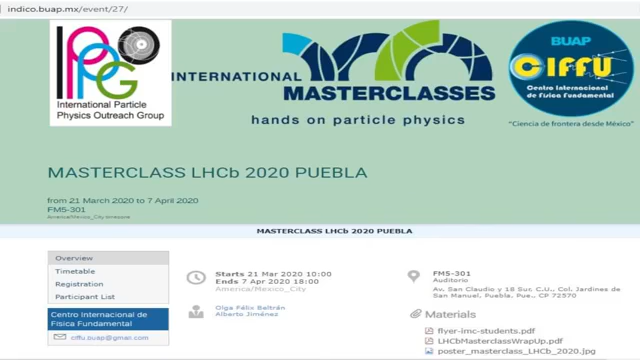 indico.buap.mx/event/27/
IPPOG
International Particle
Physics Outreach Group
INTERNATIONAL
MASTERCLASSES
hands on particle physics
BUAP
CIFFU
Centro Internacional
de Física Fundamental
"Ciencia de frontera desde México"
MASTERCLASS LHCb 2020 PUEBLA
from 21 March 2020 to 7 April 2020
FM5-301
America/Mexico_City timezone
MASTERCLASS LHCb 2020 PUEBLA
Overview
Timetable
Registration
Participant List
Centro Internacional de
Física Fundamental
ciffu.buap@gmail.com
Starts 21 Mar 2020 10:00
Ends 7 Apr 2020 18:00
America/Mexico_City
Olga Félix Beltrán
Alberto Jiménez
FM5-301
Auditorio
Av. San Claudio y 18 Sur. C.U.. Col. Jardines de
San Manuel, Puebla, Pue., CP 72570
Materials
flyer-imc-students.pdf
LHCbMasterclassWrapUp.pdf
poster_masterclass_LHCb_2020.jpg